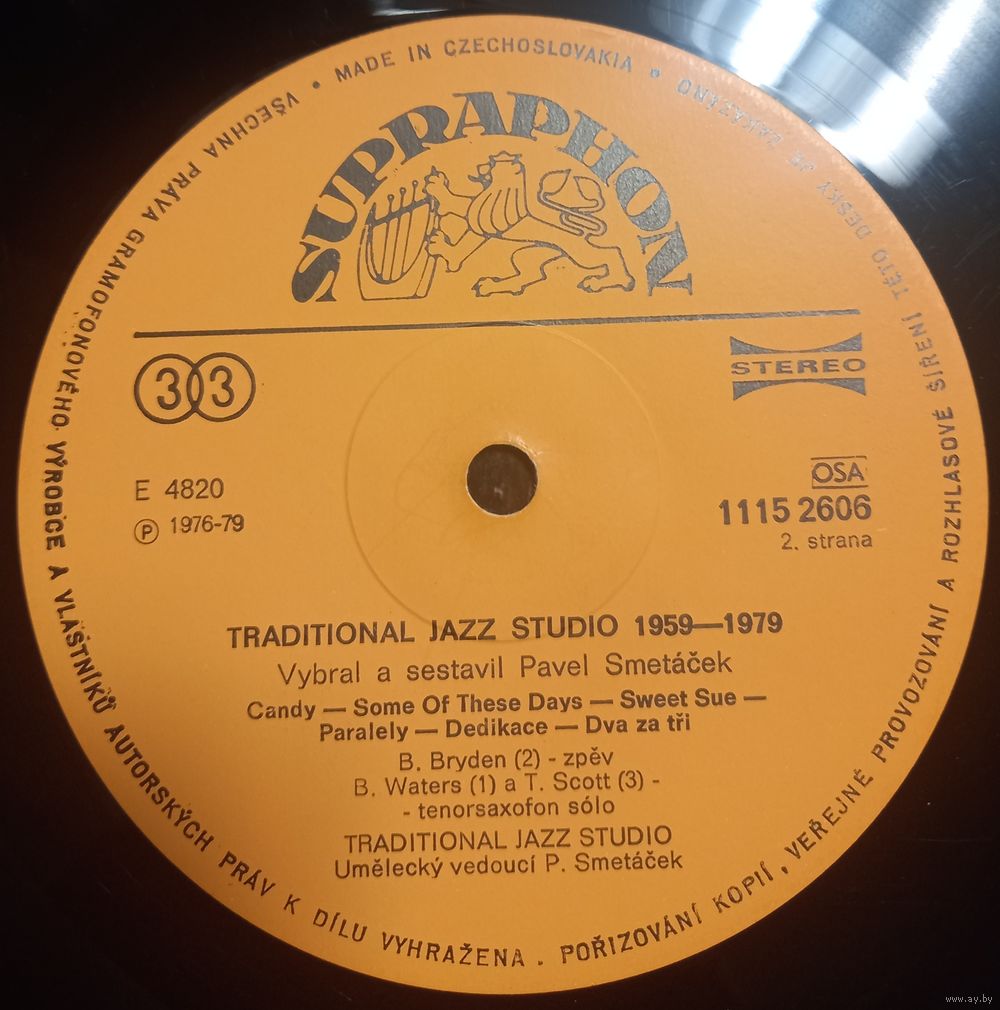 VŠECHNA PRÁVA GRAMOFONOVÉHO VÝROBCE A VLASTNÍKŮ AUTORSKÝCH PRÁV K DÍLU VYHRAŽENA . POŘIZOVÁNÍ KOPIÍ, VEŘEJNÉ PROVOZOVÁNÍ A ROZHLASOVÉ ŠÍŘENÍ TÉTO DESKY JE ZAKÁZÁNO • MADE IN CZECHOSLOVAKIA •
SUPRAPHON
33
STEREO
E 4820
℗ 1976-79
OSA
1115 2606
2. strana
TRADITIONAL JAZZ STUDIO 1959—1979
Vybral a sestavil Pavel Smetáček
Candy — Some Of These Days — Sweet Sue —
Paralely — Dedikace — Dva za tři
B. Bryden (2) - zpěv
B. Waters (1) a T. Scott (3) -
- tenorsaxofon sólo
TRADITIONAL JAZZ STUDIO
Umělecký vedoucí P. Smetáček
www.ay.by